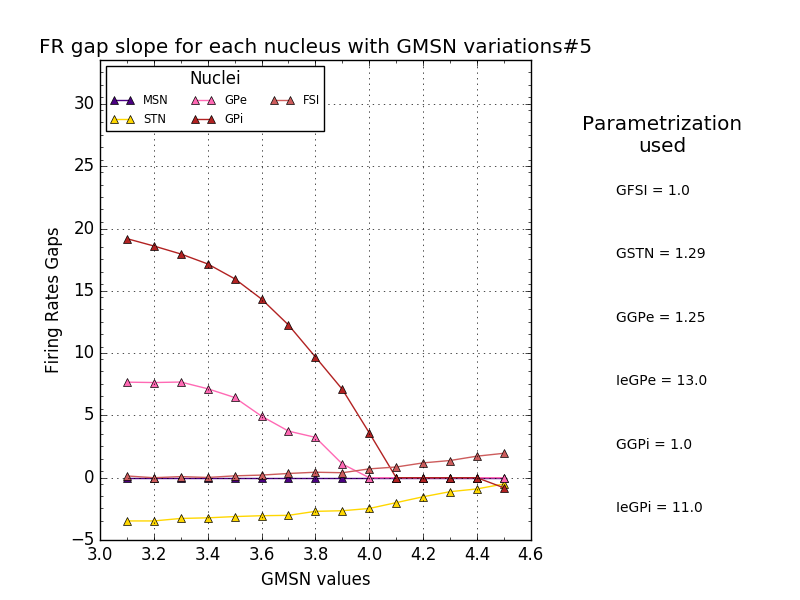 FR gap slope for each nucleus with GMSN variations#5
Nuclei
MSN GPe FSI
STN GPi
30
25
20
15
10
5
0
−5
3.0 3.2 3.4 3.6 3.8 4.0 4.2 4.4 4.6
GMSN values
Firing Rates Gaps
Parametrization
used
GFSI = 1.0
GSTN = 1.29
GGPe = 1.25
IeGPe = 13.0
GGPi = 1.0
IeGPi = 11.0